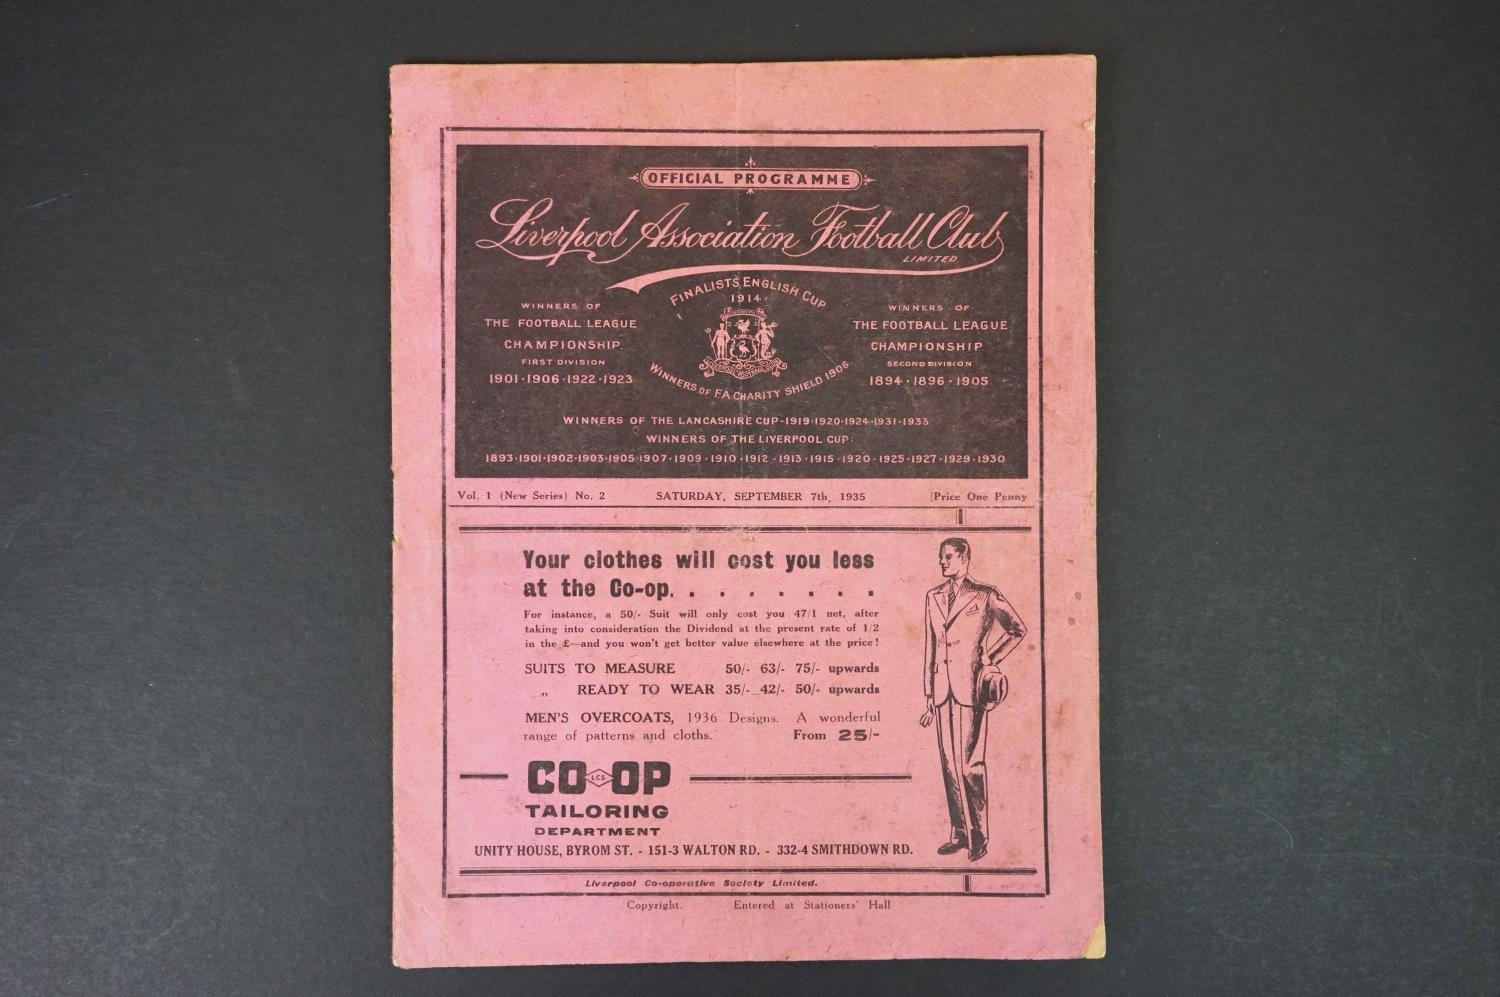 OFFICIAL PROGRAMME
Liverpool Association Football Club
LIMITED.
FINALISTS ENGLISH CUP
1914
WINNERS OF F.A CHARITY SHIELD 1906
WINNERS OF
THE FOOTBALL LEAGUE
CHAMPIONSHIP.
FIRST DIVISION
1901·1906·1922·1923
WINNERS OF
THE FOOTBALL LEAGUE
CHAMPIONSHIP
SECOND DIVISION
1894·1896·1905
WINNERS OF THE LANCASHIRE CUP-1919·1920·1924·1931·1933
WINNERS OF THE LIVERPOOL CUP:
1893·1901·1902·1903·1905·1907·1909·1910·1912·1913·1915·1920·1925·1927·1929·1930
Vol. 1 (New Series) No. 2 SATURDAY, SEPTEMBER 7th, 1935 Price One Penny
Your clothes will cost you less
at the Co-op. . . . . . . .
For instance, a 50/- Suit will only cost you 47/1 net, after
taking into consideration the Dividend at the present rate of 1/2
in the £—and you won't get better value elsewhere at the price!
SUITS TO MEASURE 50/- 63/- 75/- upwards
„ READY TO WEAR 35/- 42/- 50/- upwards
MEN'S OVERCOATS, 1936 Designs. A wonderful
range of patterns and cloths. From 25/-
CO LCS OP
TAILORING
DEPARTMENT
UNITY HOUSE, BYROM ST. - 151-3 WALTON RD. - 332-4 SMITHDOWN RD.
Liverpool Co-operative Society Limited.
Copyright. Entered at Stationers' Hall